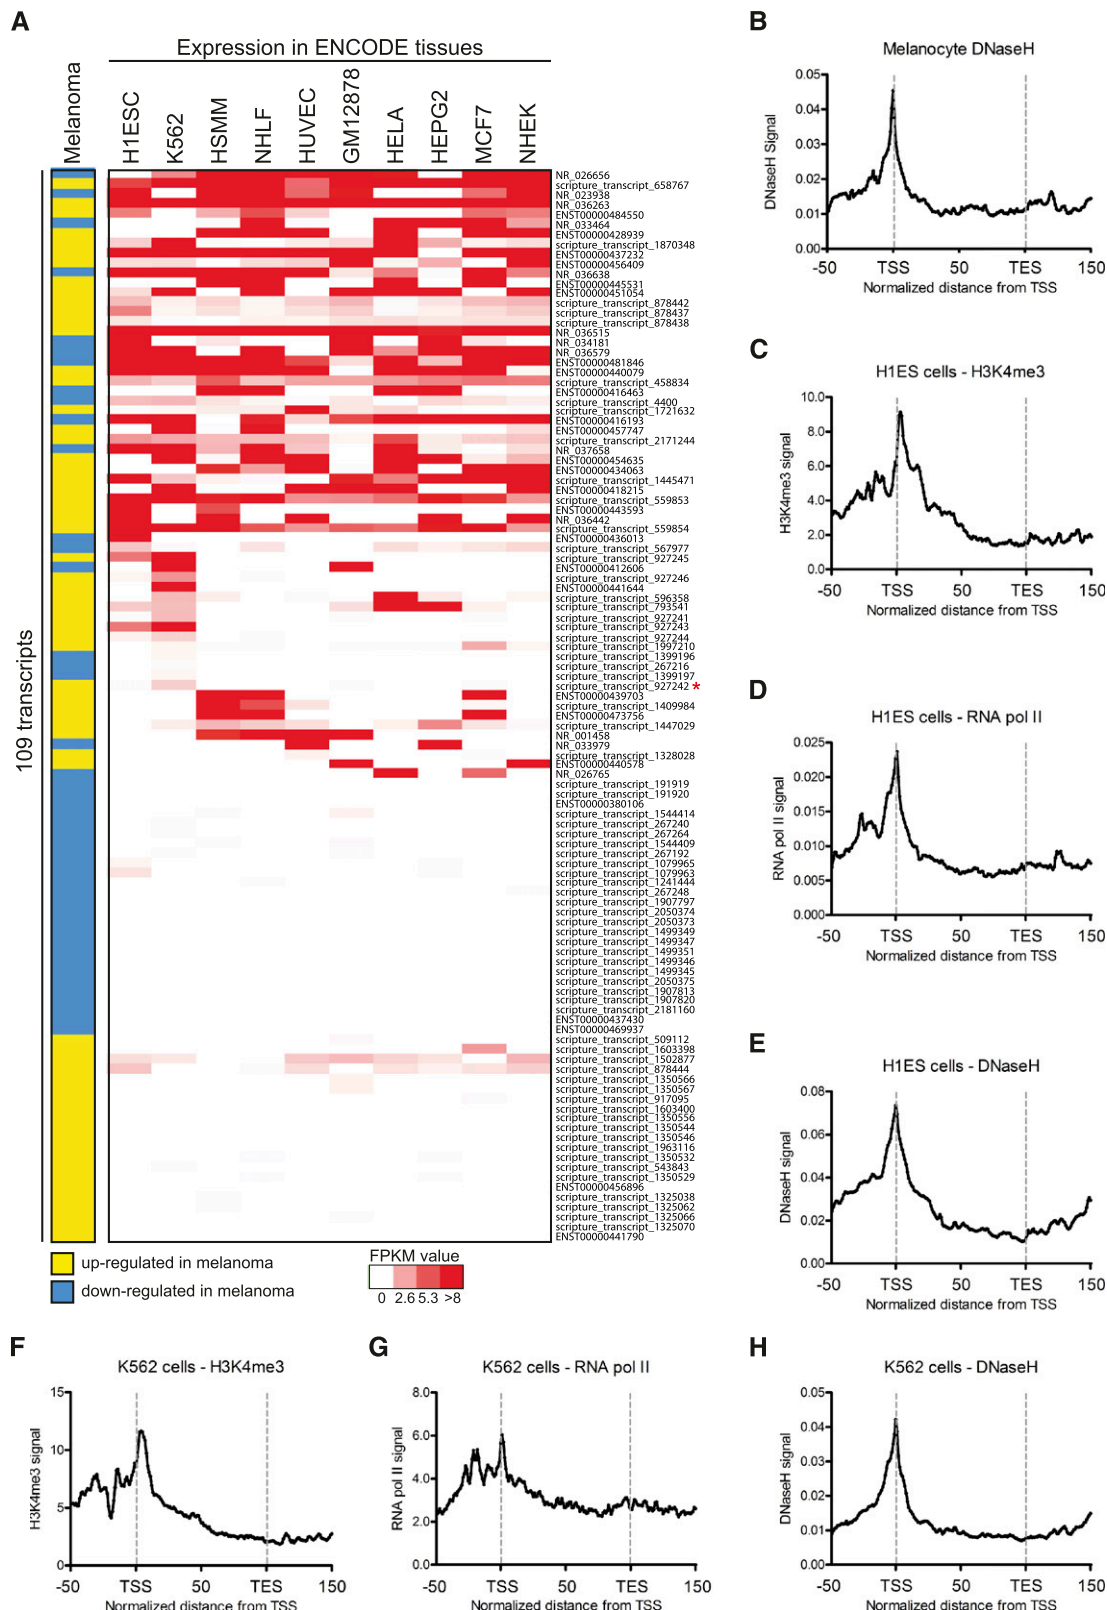 A
Expression in ENCODE tissues
Melanoma
H1ESC
K562
HSMM
NHLF
HUVEC
GM12878
HELA
HEPG2
MCF7
NHEK
109 transcripts
NR_026656
scripture_transcript_658767
NR_023938
NR_036263
ENST00000484550
NR_033464
ENST00000428939
scripture_transcript_1870348
ENST00000437232
ENST00000456409
NR_036638
ENST00000445531
ENST00000451054
scripture_transcript_878442
scripture_transcript_878437
scripture_transcript_878438
NR_036515
NR_034181
NR_036579
ENST00000481846
ENST00000440079
scripture_transcript_458834
ENST00000416463
scripture_transcript_4400
scripture_transcript_1721632
ENST00000416193
ENST00000457747
scripture_transcript_2171244
NR_037658
ENST00000454635
ENST00000434063
scripture_transcript_1445471
ENST00000418215
scripture_transcript_559853
ENST00000443593
NR_036442
scripture_transcript_559854
ENST00000436013
scripture_transcript_567977
scripture_transcript_927245
ENST00000412606
scripture_transcript_927246
ENST00000441644
scripture_transcript_596358
scripture_transcript_793541
scripture_transcript_927241
scripture_transcript_927243
scripture_transcript_927244
scripture_transcript_1997210
scripture_transcript_1399196
scripture_transcript_267216
scripture_transcript_1399197
scripture_transcript_927242 *
ENST00000439703
scripture_transcript_1409984
ENST00000473756
scripture_transcript_1447029
NR_001458
NR_033979
scripture_transcript_1328028
ENST00000440578
NR_026765
scripture_transcript_191919
scripture_transcript_191920
ENST00000380106
scripture_transcript_1544414
scripture_transcript_267240
scripture_transcript_267264
scripture_transcript_1544409
scripture_transcript_267192
scripture_transcript_1079965
scripture_transcript_1079963
scripture_transcript_1241444
scripture_transcript_267248
scripture_transcript_1907797
scripture_transcript_2050374
scripture_transcript_2050373
scripture_transcript_1499349
scripture_transcript_1499347
scripture_transcript_1499351
scripture_transcript_1499346
scripture_transcript_1499345
scripture_transcript_2050375
scripture_transcript_1907813
scripture_transcript_1907820
scripture_transcript_2181160
ENST00000437430
ENST00000469937
scripture_transcript_509112
scripture_transcript_1603398
scripture_transcript_1502877
scripture_transcript_878444
scripture_transcript_1350566
scripture_transcript_1350567
scripture_transcript_917095
scripture_transcript_1603400
scripture_transcript_1350556
scripture_transcript_1350544
scripture_transcript_1350546
scripture_transcript_1963116
scripture_transcript_1350532
scripture_transcript_543843
scripture_transcript_1350529
ENST00000456896
scripture_transcript_1325038
scripture_transcript_1325062
scripture_transcript_1325066
scripture_transcript_1325070
ENST00000441790
up-regulated in melanoma
down-regulated in melanoma
FPKM value
0 2.6 5.3 >8
B
Melanocyte DNaseH
DNaseH Signal
0.05
0.04
0.03
0.02
0.01
0.00
-50 TSS 50 TES 150
Normalized distance from TSS
C
H1ES cells - H3K4me3
H3K4me3 signal
10.0
8.0
6.0
4.0
2.0
0.0
-50 TSS 50 TES 150
Normalized distance from TSS
D
H1ES cells - RNA pol II
RNA pol II signal
0.025
0.020
0.015
0.010
0.005
0.000
-50 TSS 50 TES 150
Normalized distance from TSS
E
H1ES cells - DNaseH
DNaseH signal
0.08
0.06
0.04
0.02
0.00
-50 TSS 50 TES 150
Normalized distance from TSS
F
K562 cells - H3K4me3
H3K4me3 signal
15
10
5
0
-50 TSS 50 TES 150
Normalized distance from TSS
G
K562 cells - RNA pol II
RNA pol II signal
8.0
6.0
4.0
2.0
0.0
-50 TSS 50 TES 150
Normalized distance from TSS
H
K562 cells - DNaseH
DNaseH signal
0.05
0.04
0.03
0.02
0.01
0.00
-50 TSS 50 TES 150
Normalized distance from TSS